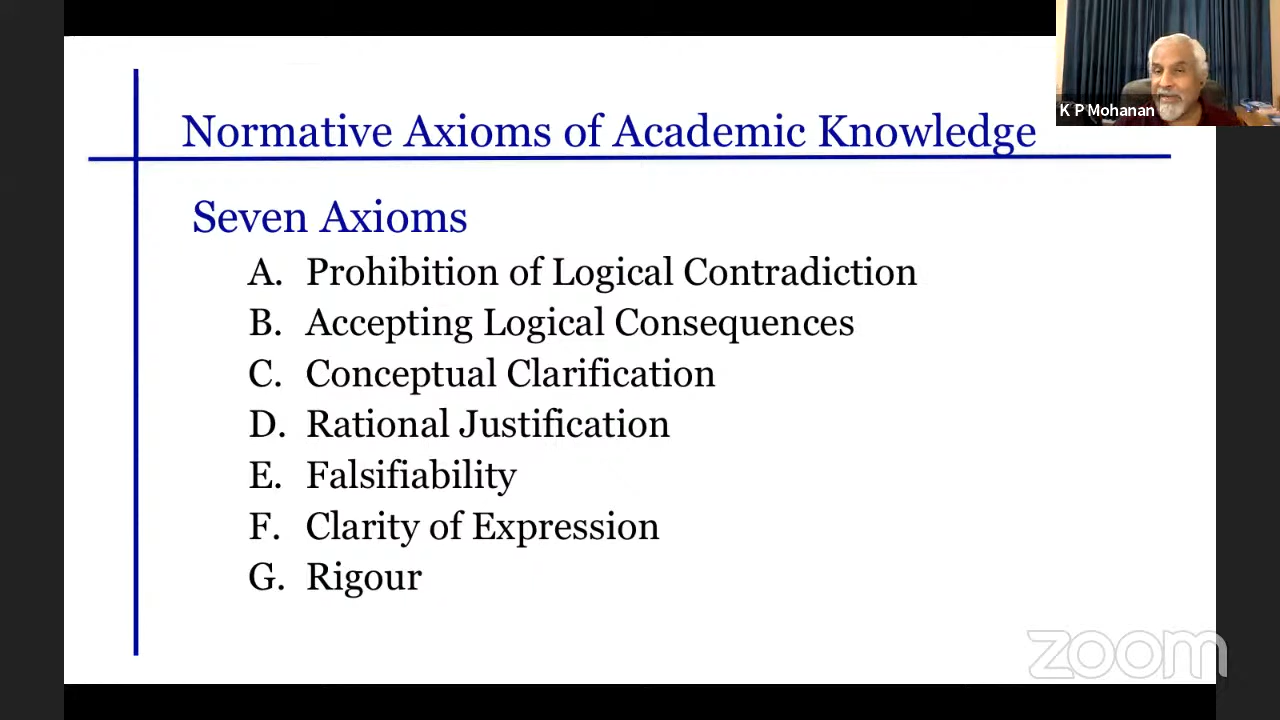 Normative Axioms of Academic Knowledge
K P Mohanan
Seven Axioms
A. Prohibition of Logical Contradiction
B. Accepting Logical Consequences
C. Conceptual Clarification
D. Rational Justification
E. Falsifiability
F. Clarity of Expression
G. Rigour
zoom